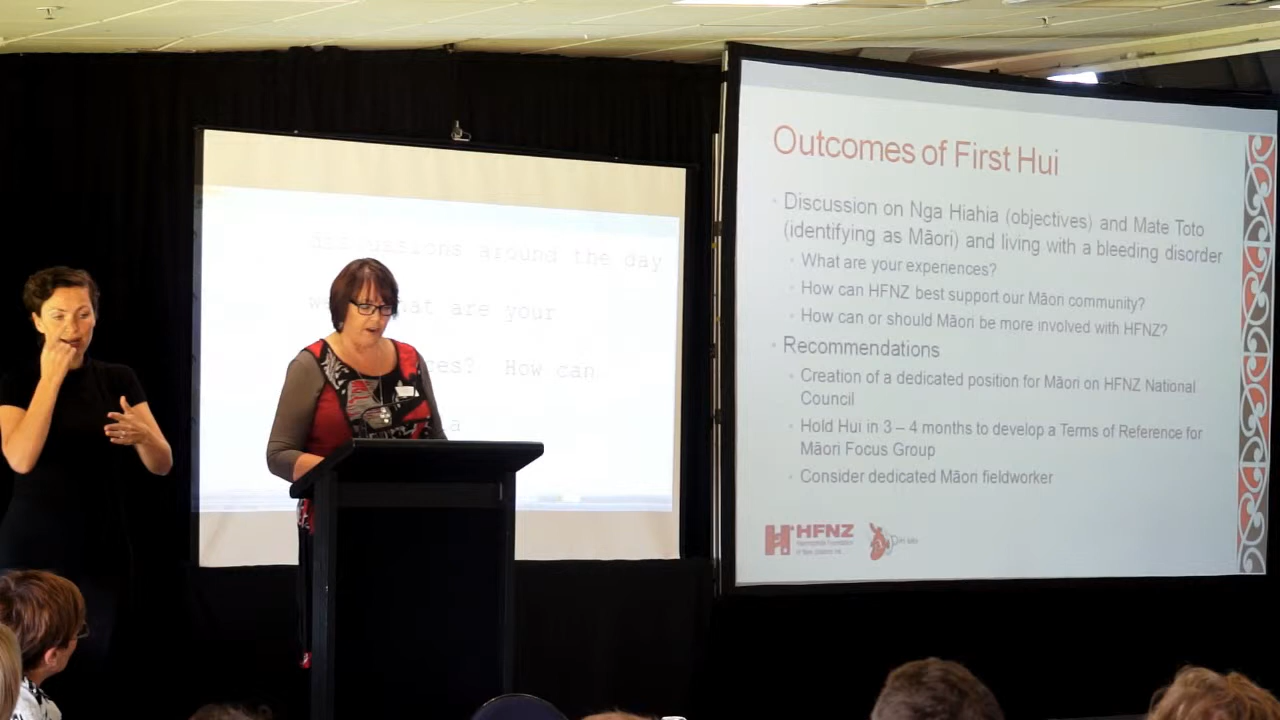 around the day
are your
How can
Outcomes of First Hui
Discussion on Nga Hiahia (objectives) and Mate Toto
(identifying as Māori) and living with a bleeding disorder
What are your experiences?
How can HFNZ best support our Māori community?
How can or should Māori be more involved with HFNZ?
Recommendations
Creation of a dedicated position for Māori on HFNZ National
Council
Hold Hui in 3 – 4 months to develop a Terms of Reference for
Māori Focus Group
Consider dedicated Māori fieldworker
HFNZ